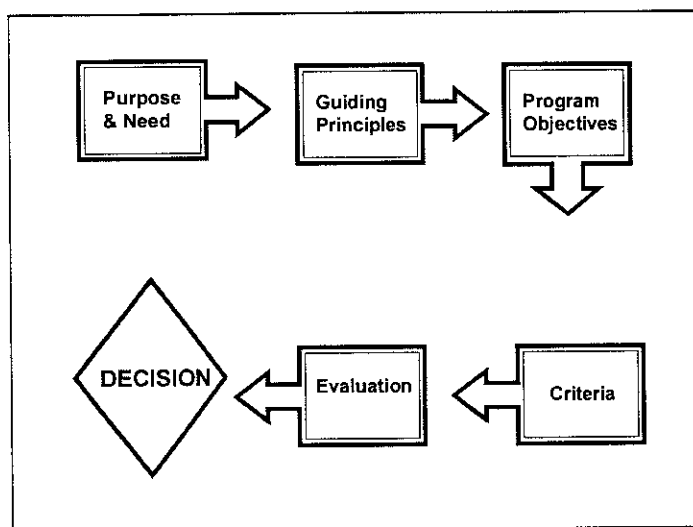 Purpose
& Need
Guiding
Principles
Program
Objectives
Criteria
Evaluation
DECISION